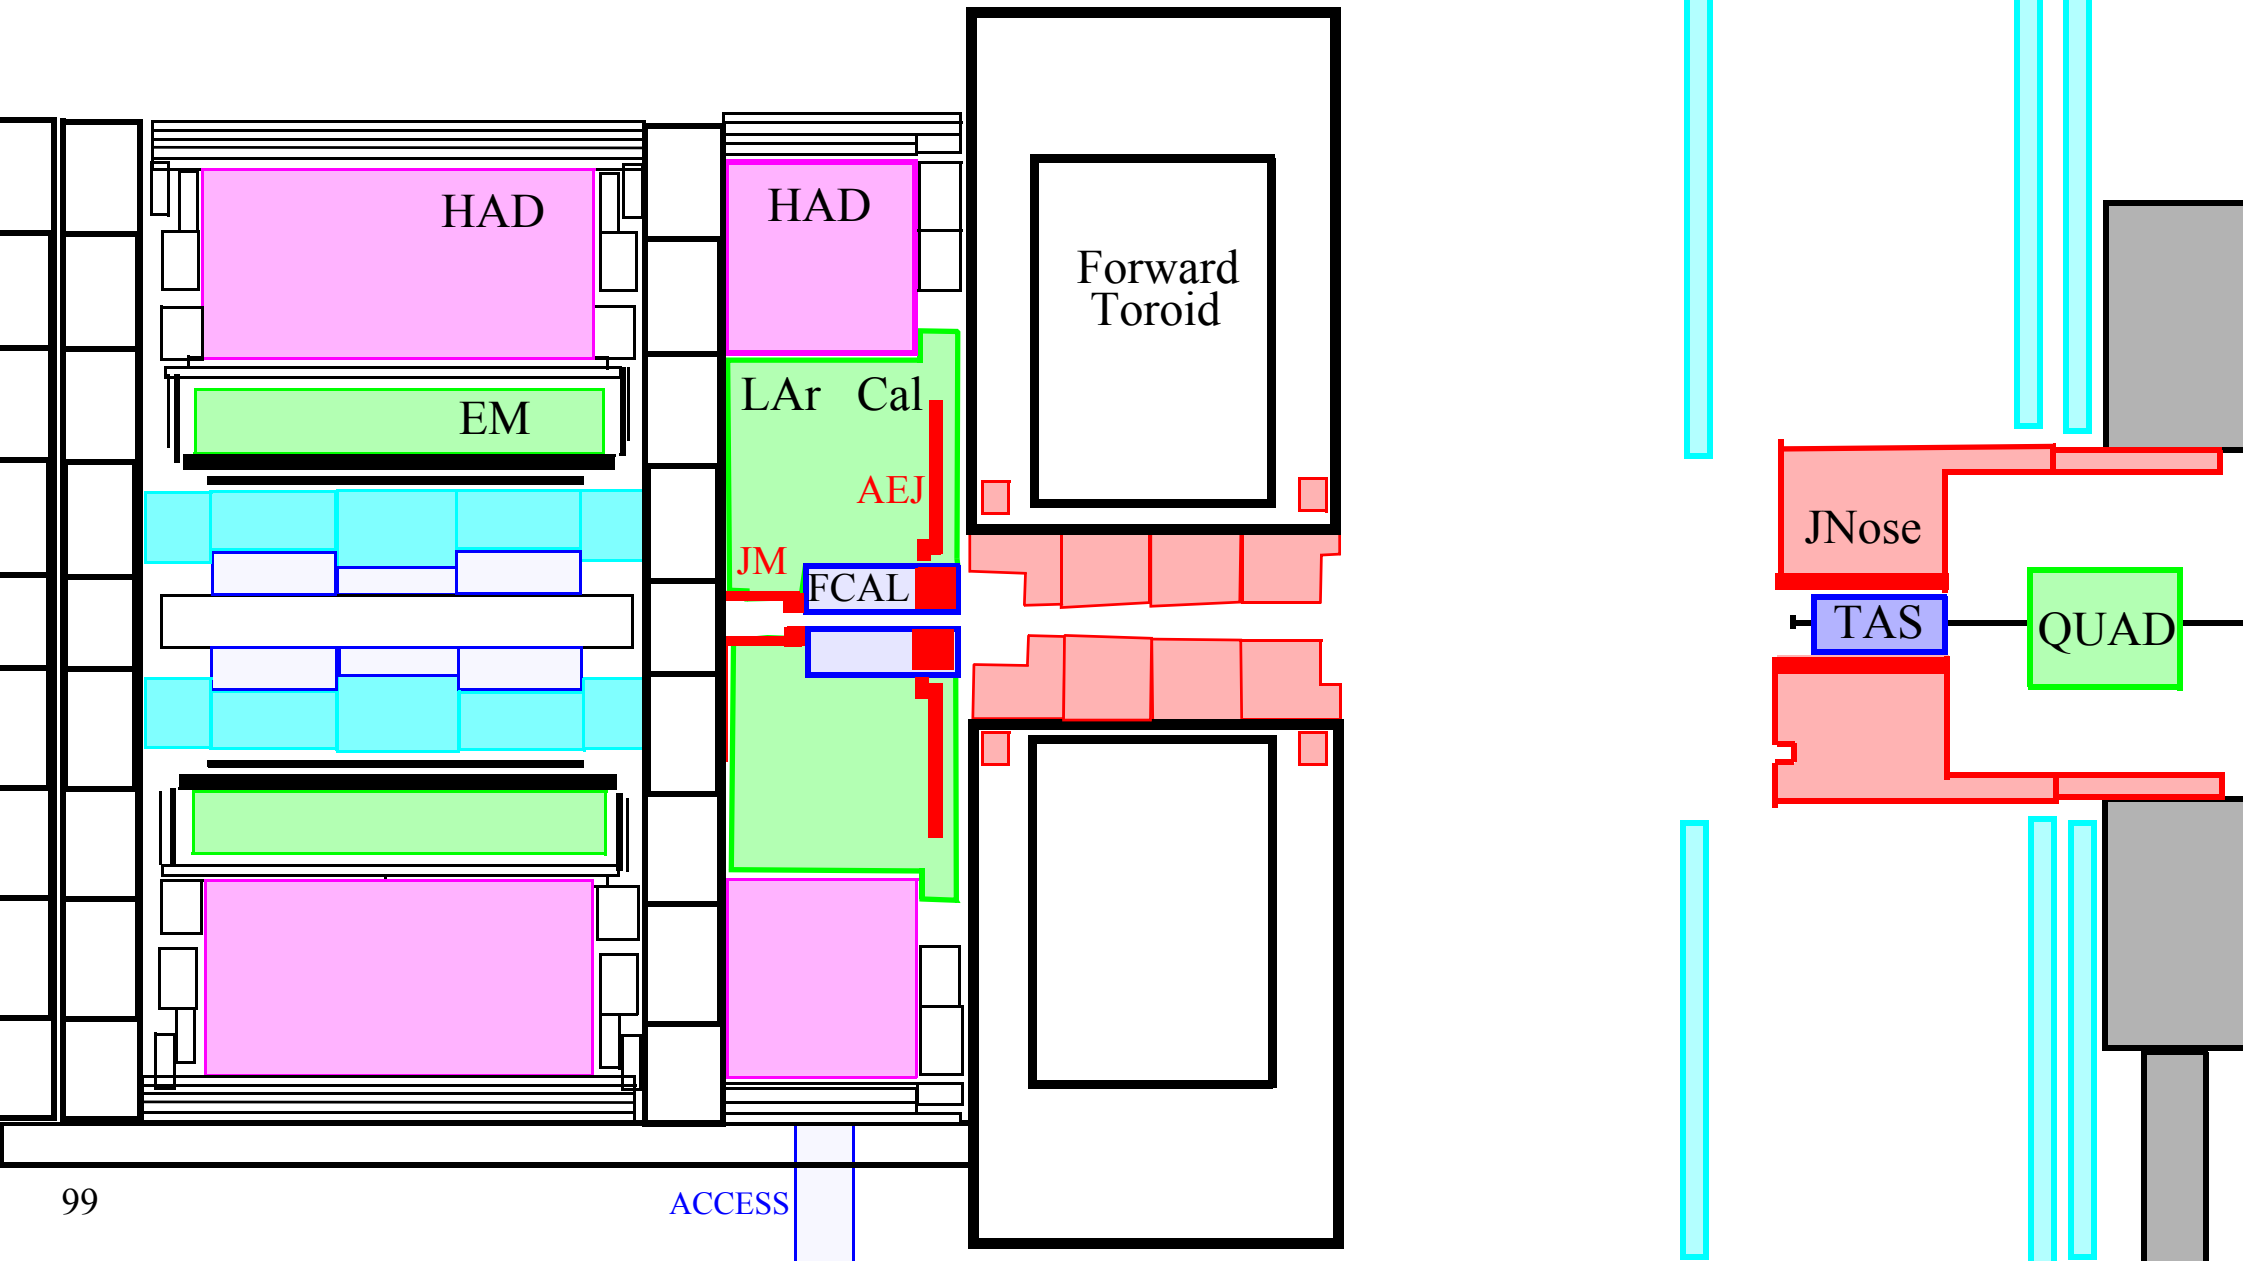 HAD
HAD
Forward
Toroid
LAr Cal
EM
AEJ
JM
FCAL
JNose
TAS
QUAD
99
ACCESS